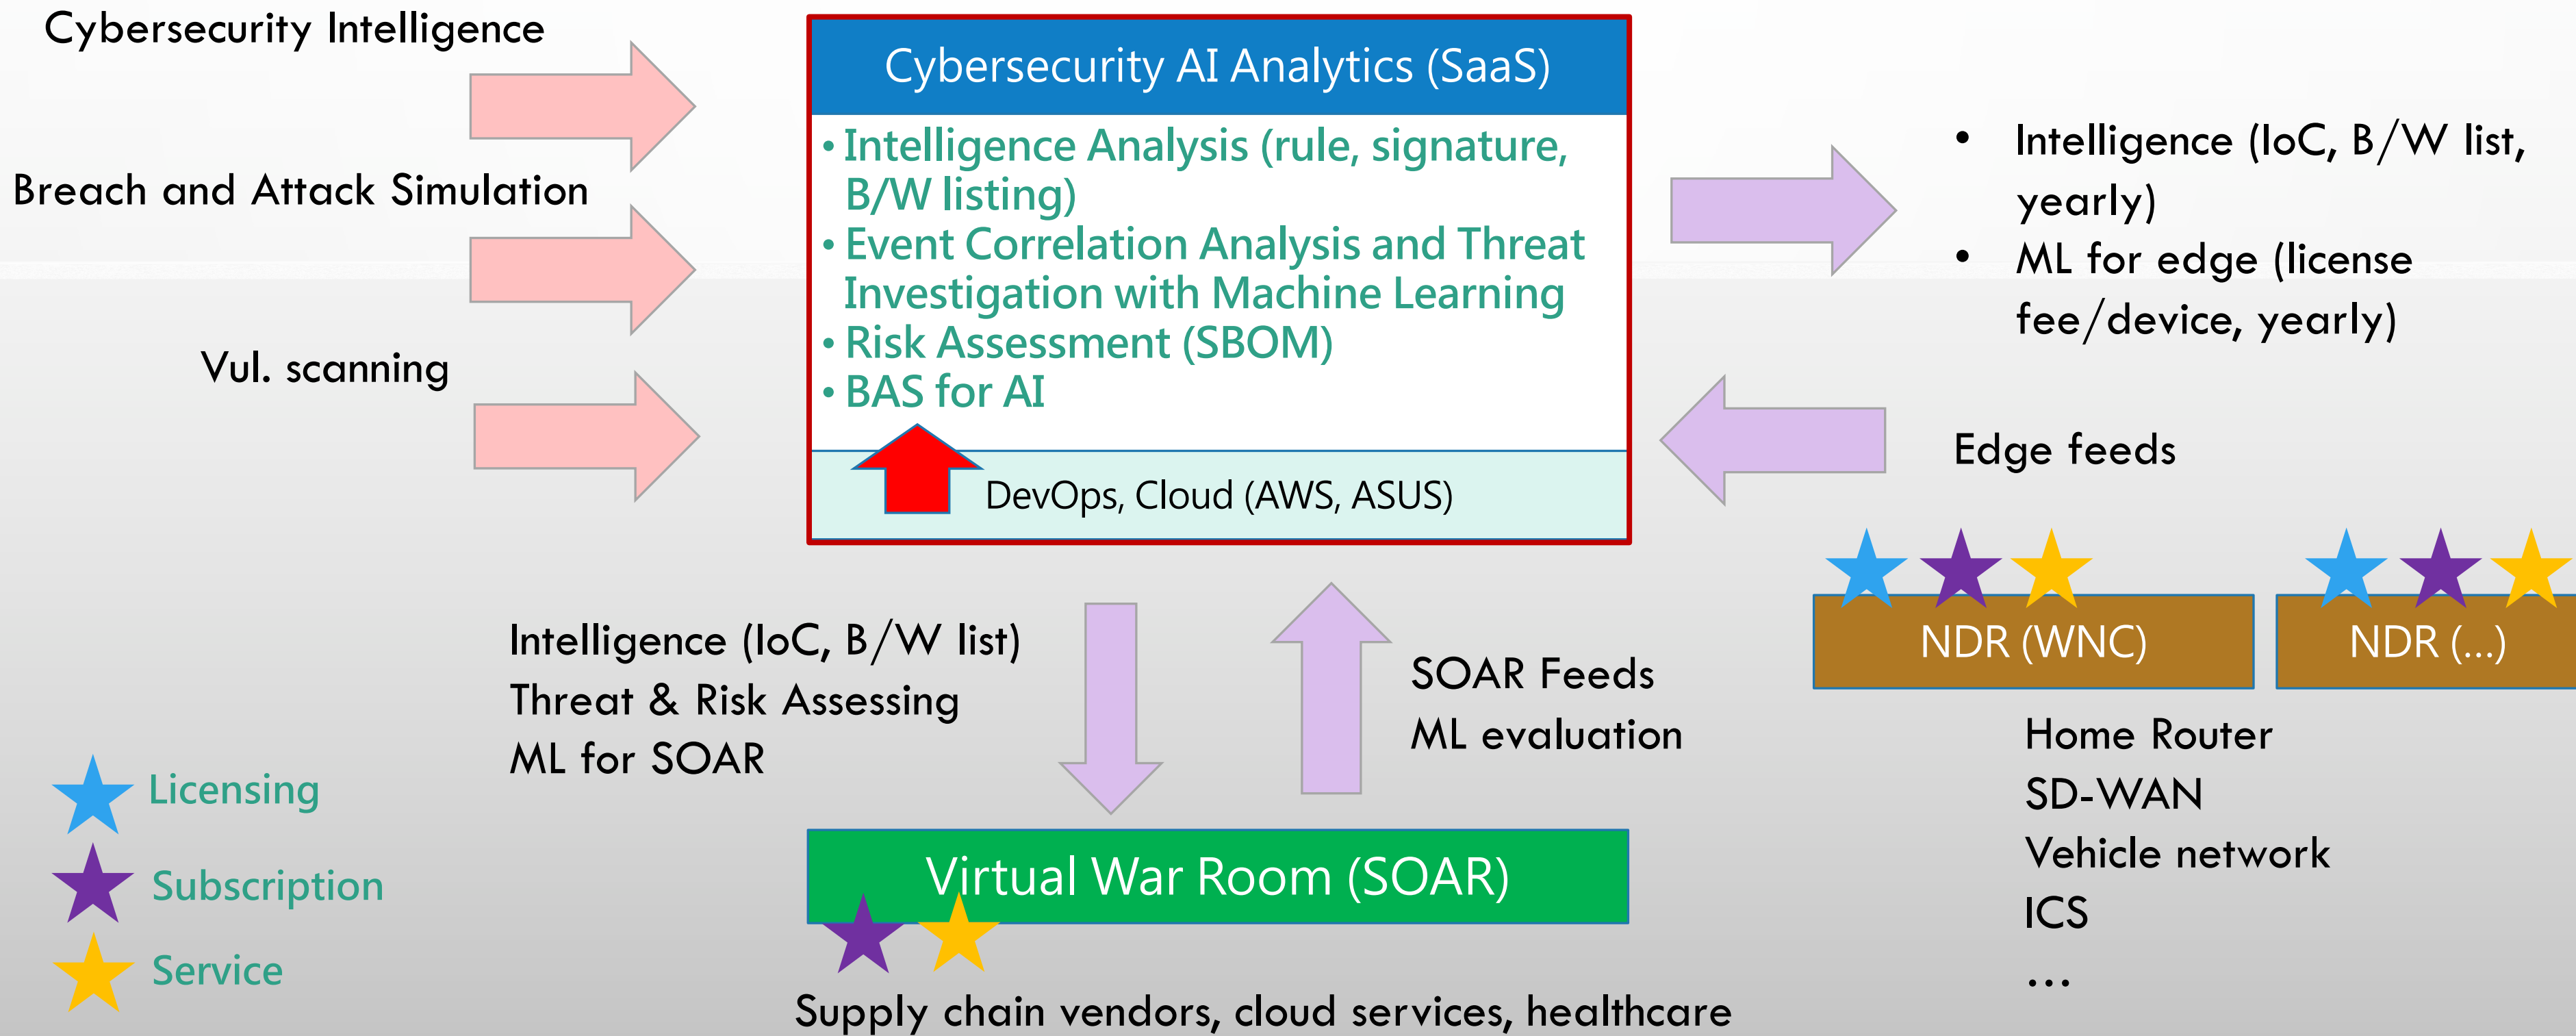 Cybersecurity Intelligence
Breach and Attack Simulation
Vul. scanning
Cybersecurity AI Analytics (SaaS)
• Intelligence Analysis (rule, signature,
B/W listing)
• Event Correlation Analysis and Threat
Investigation with Machine Learning
• Risk Assessment (SBOM)
• BAS for AI
DevOps, Cloud (AWS, ASUS)
• Intelligence (IoC, B/W list,
yearly)
• ML for edge (license
fee/device, yearly)
Edge feeds
NDR (WNC)
NDR (...)
Home Router
SD-WAN
Vehicle network
ICS
...
Intelligence (IoC, B/W list)
Threat & Risk Assessing
ML for SOAR
SOAR Feeds
ML evaluation
Virtual War Room (SOAR)
Supply chain vendors, cloud services, healthcare
Licensing
Subscription
Service